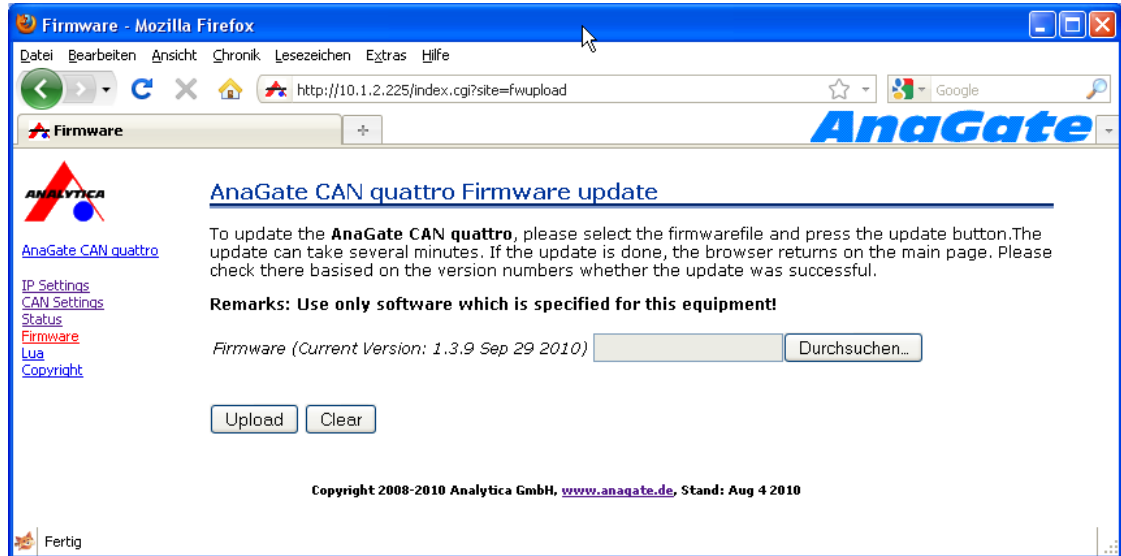 Firmware - Mozilla Firefox
Datei Bearbeiten Ansicht Chronik Lesezeichen Extras Hilfe
http://10.1.2.225/index.cgi?site=fwupload
Google
Firmware
AnaGate
ANALYTICA
AnaGate CAN quattro
IP Settings
CAN Settings
Status
Firmware
Lua
Copyright
AnaGate CAN quattro Firmware update
To update the AnaGate CAN quattro, please select the firmwarefile and press the update button.The
update can take several minutes. If the update is done, the browser returns on the main page. Please
check there basised on the version numbers whether the update was successful.
Remarks: Use only software which is specified for this equipment!
Firmware (Current Version: 1.3.9 Sep 29 2010)
Durchsuchen...
Upload Clear
Copyright 2008-2010 Analytica GmbH, www.anagate.de, Stand: Aug 4 2010
Fertig